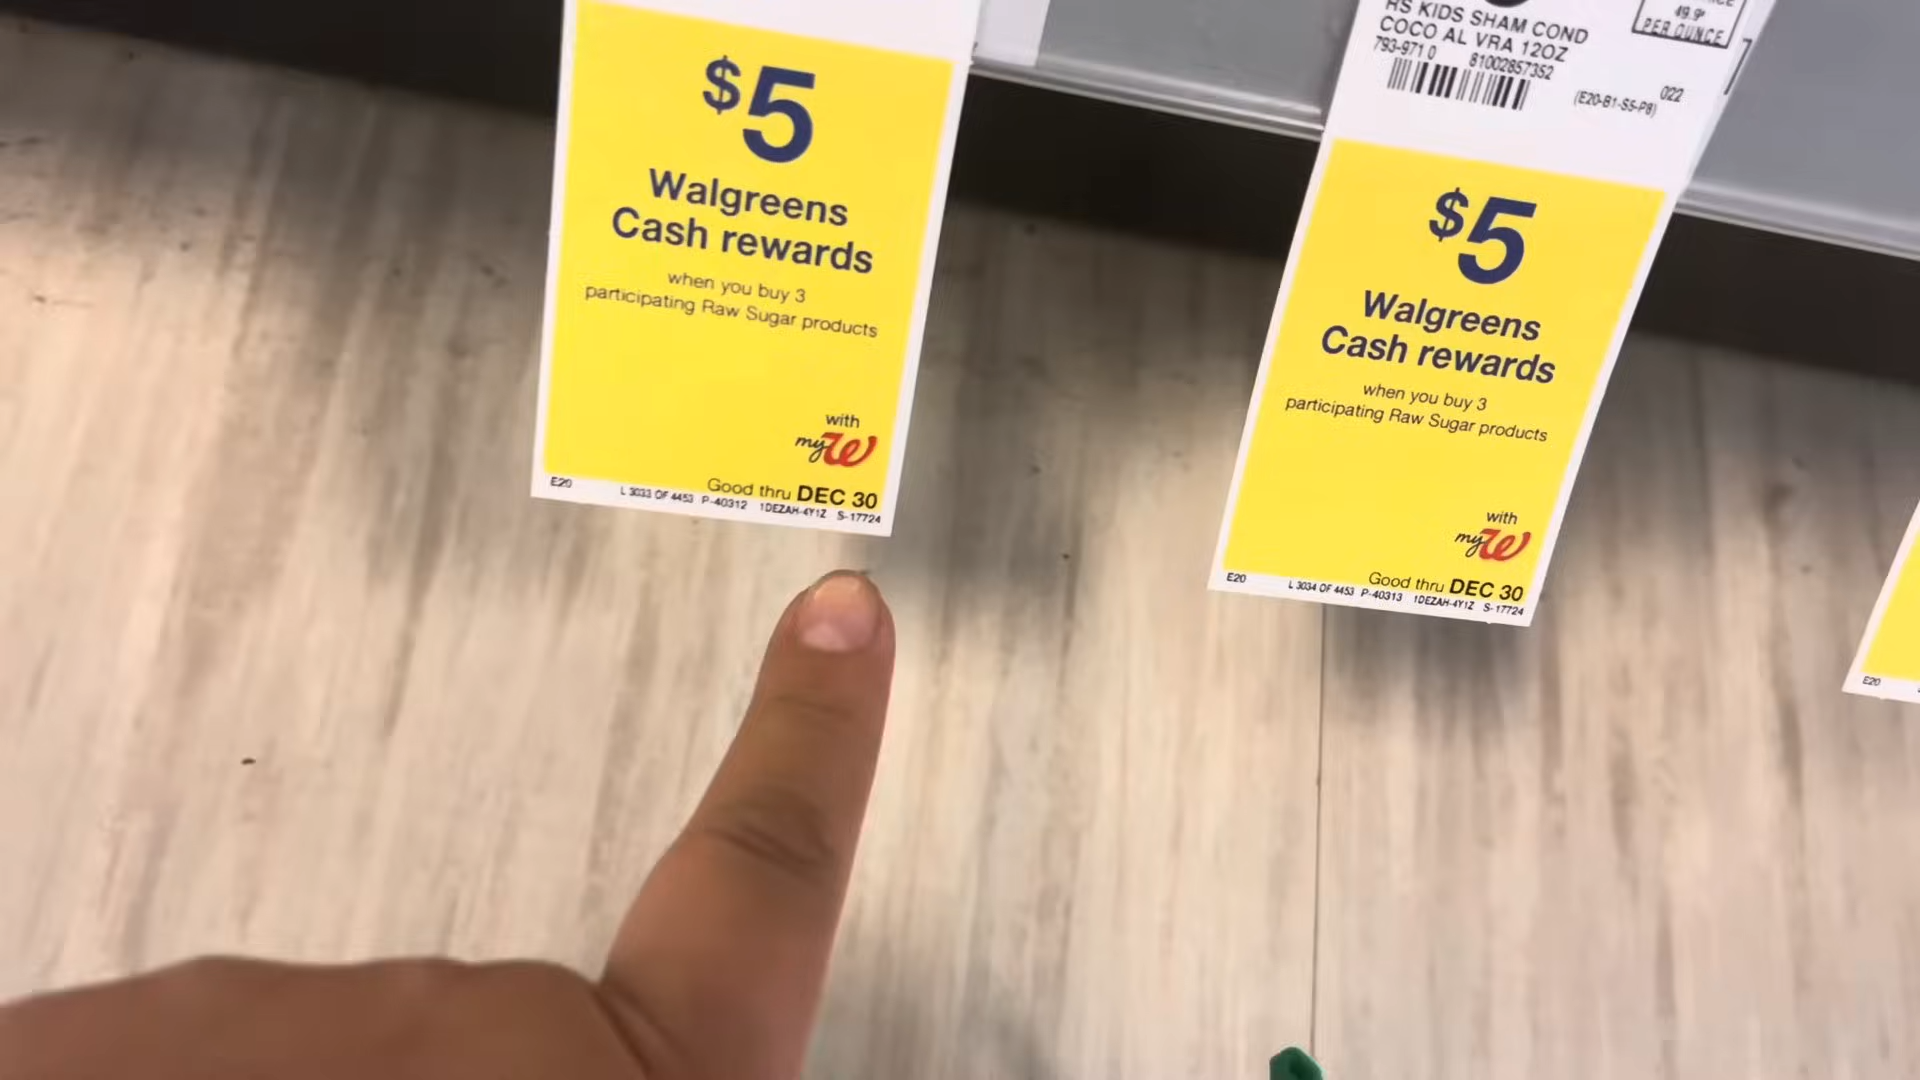 $5
Walgreens
Cash rewards
when you buy 3
participating Raw Sugar products
with
myW
Good thru DEC 30
E20 L 3033 OF 4453 P-40312 1DEZAH-4Y1Z S-17724
RS KIDS SHAM COND
COCO AL VRA 12OZ
793-971 0 81002857352
49.9¢
PER OUNCE
022
(E20-B1-S5-P8)
$5
Walgreens
Cash rewards
when you buy 3
participating Raw Sugar products
with
myW
Good thru DEC 30
E20 L 3034 OF 4453 P-40313 1DEZAH-4Y1Z S-17724
E20